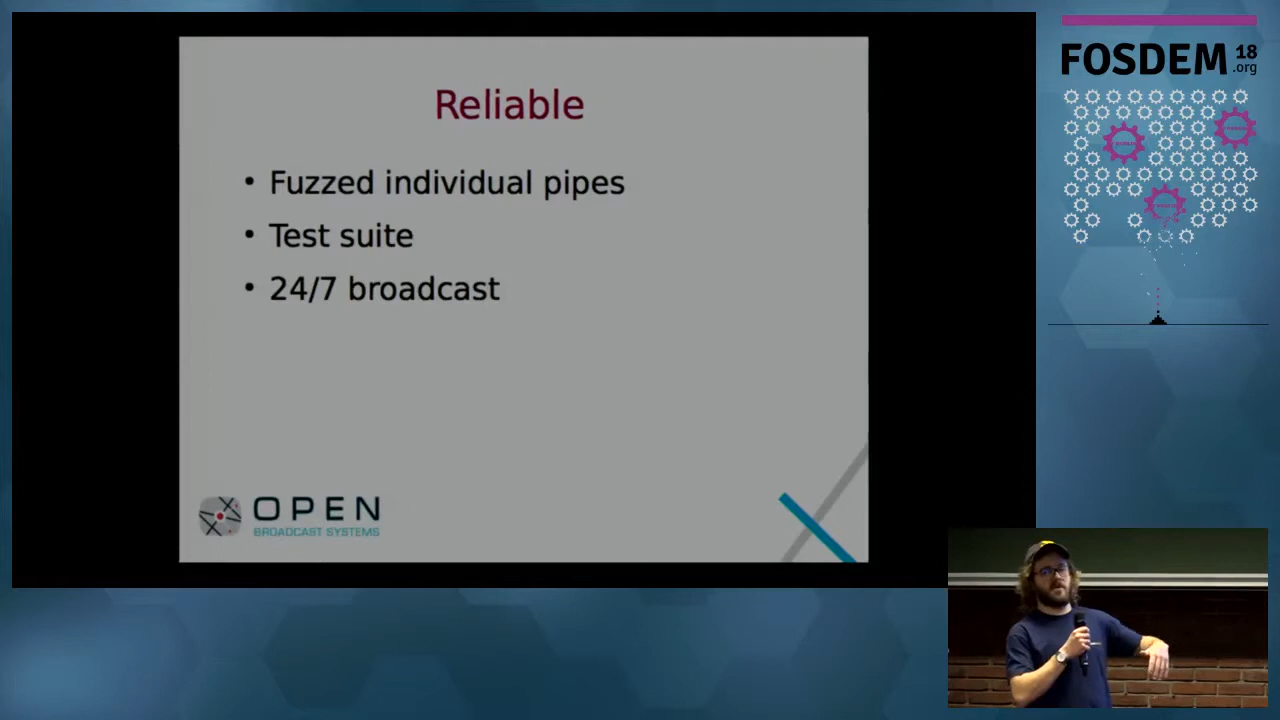 Reliable
• Fuzzed individual pipes
• Test suite
• 24/7 broadcast
OPEN
BROADCAST SYSTEMS
FOSDEM 18
.org